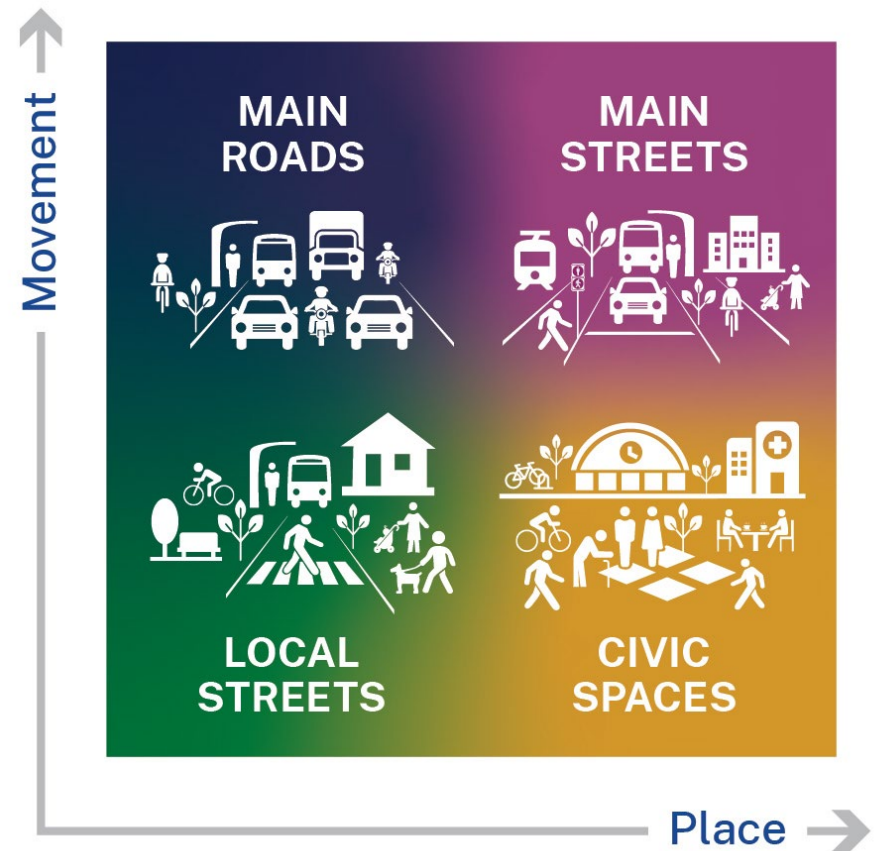 Movement
MAIN
ROADS
MAIN
STREETS
LOCAL
STREETS
CIVIC
SPACES
Place